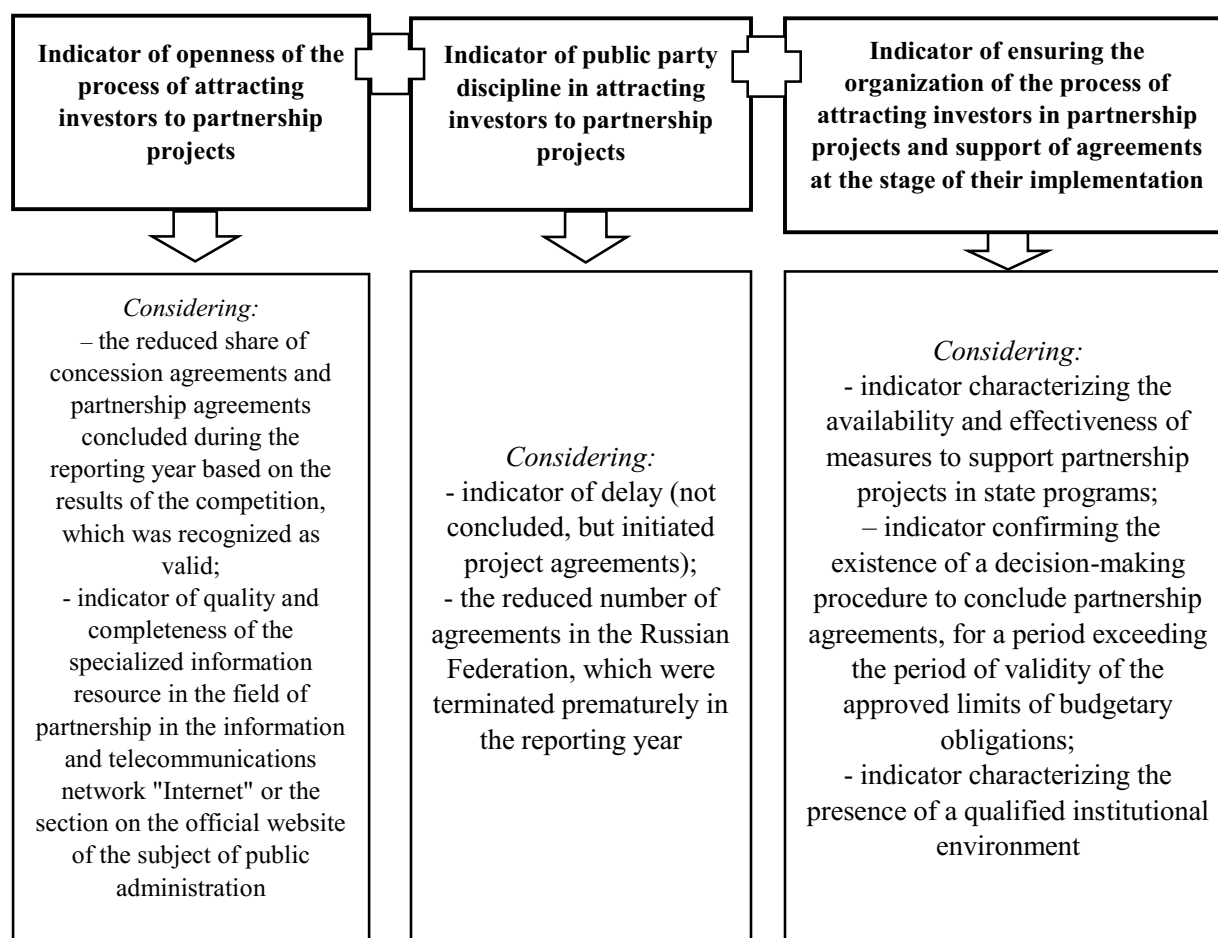 Indicator of openness of the
process of attracting
investors to partnership
projects
Indicator of public party
discipline in attracting
investors to partnership
projects
Indicator of ensuring the
organization of the process of
attracting investors in partnership
projects and support of agreements
at the stage of their implementation
Considering:
– the reduced share of
concession agreements and
partnership agreements
concluded during the
reporting year based on the
results of the competition,
which was recognized as
valid;
- indicator of quality and
completeness of the
specialized information
resource in the field of
partnership in the information
and telecommunications
network "Internet" or the
section on the official website
of the subject of public
administration
Considering:
- indicator of delay (not
concluded, but initiated
project agreements);
- the reduced number of
agreements in the Russian
Federation, which were
terminated prematurely in
the reporting year
Considering:
- indicator characterizing the
availability and effectiveness of
measures to support partnership
projects in state programs;
– indicator confirming the
existence of a decision-making
procedure to conclude partnership
agreements, for a period exceeding
the period of validity of the
approved limits of budgetary
obligations;
- indicator characterizing the
presence of a qualified institutional
environment